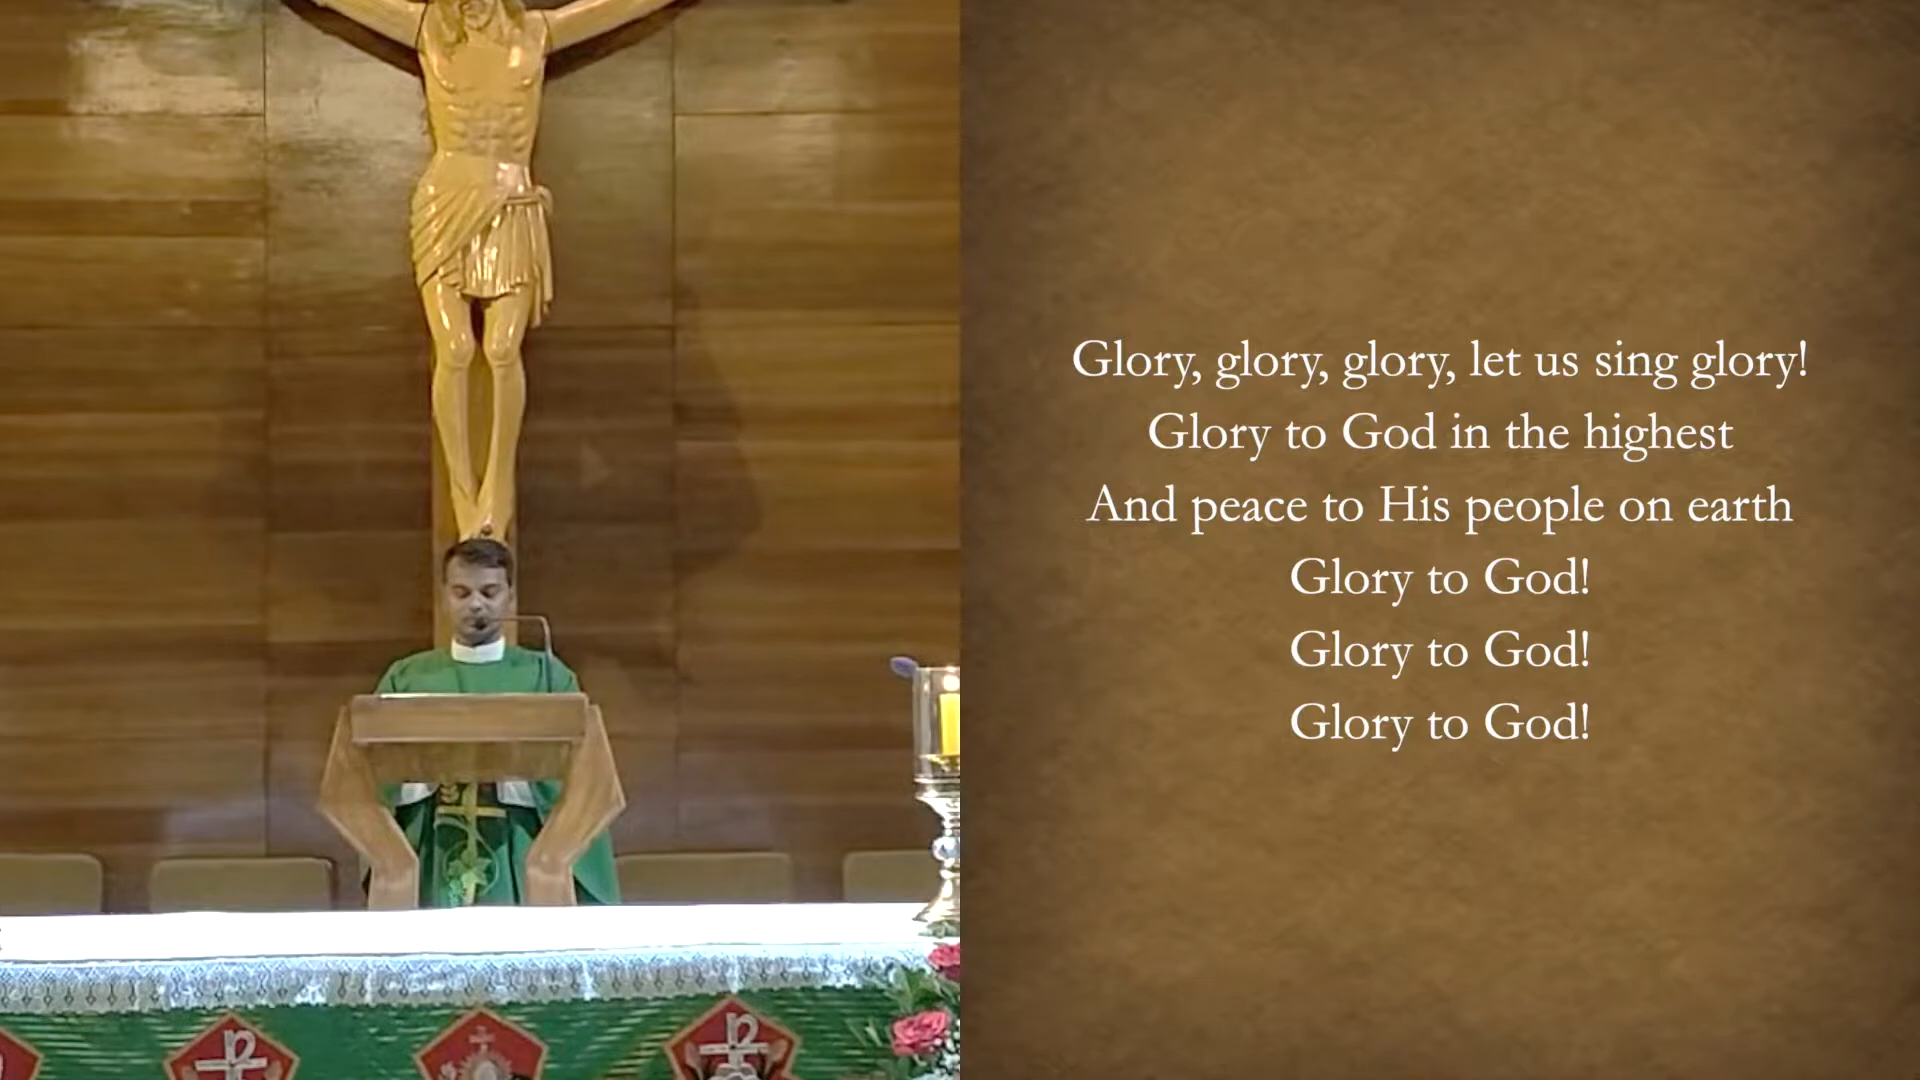 Glory, glory, glory, let us sing glory!
Glory to God in the highest
And peace to His people on earth
Glory to God!
Glory to God!
Glory to God!